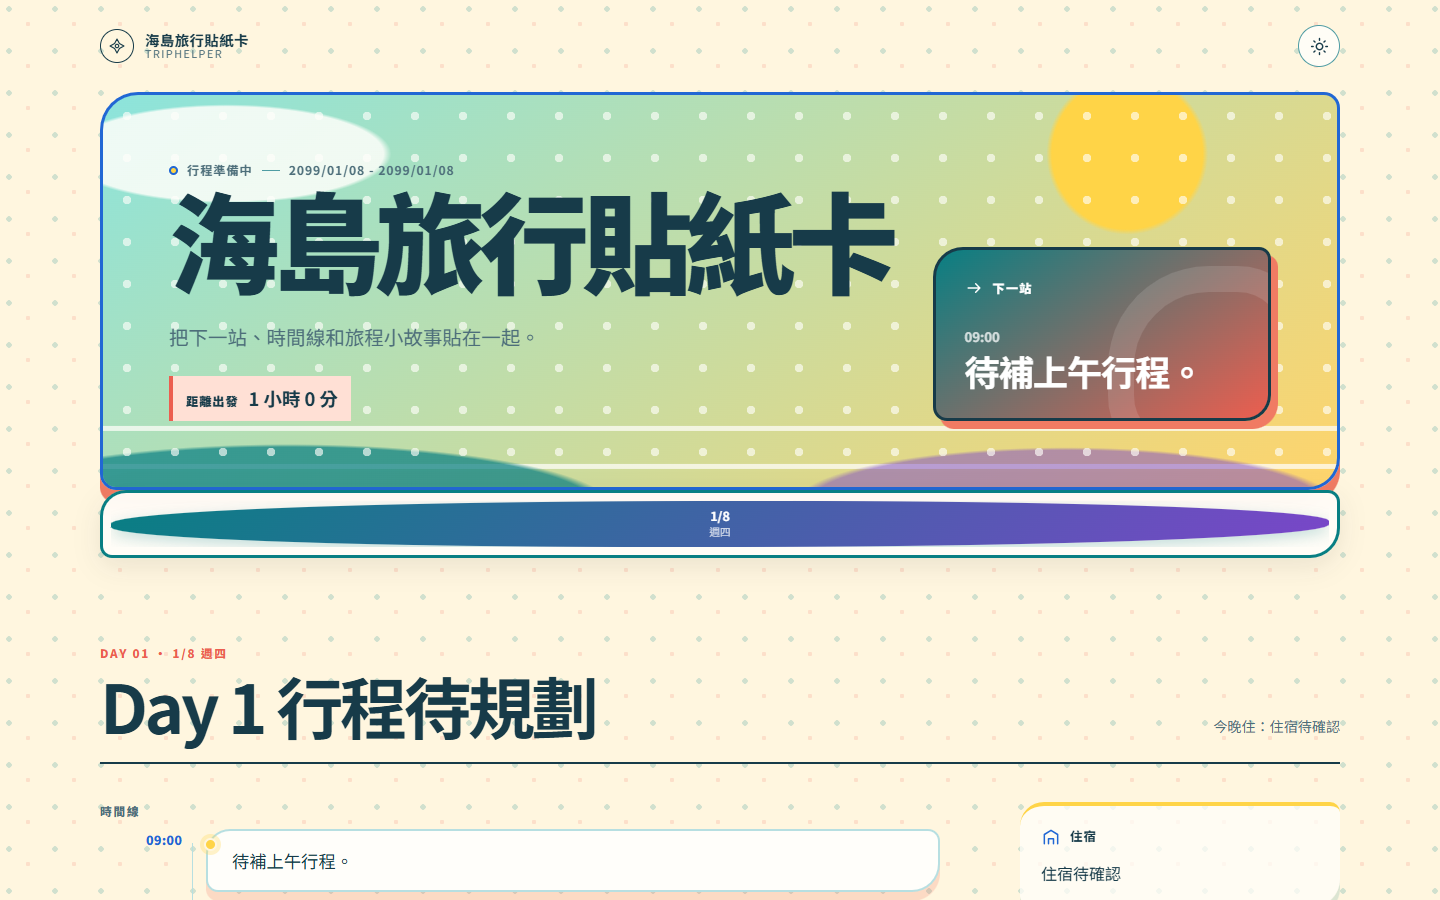 海島旅行貼紙卡
TRIPHELPER
行程準備中 — 2099/01/08 - 2099/01/08
海島旅行貼紙卡
把下一站、時間線和旅程小故事貼在一起。
距離出發 1 小時 0 分
下一站
09:00
待補上午行程。
1/8
週四
DAY 01 · 1/8 週四
Day 1 行程待規劃
今晚住：住宿待確認
時間線
09:00
待補上午行程。
住宿
住宿待確認